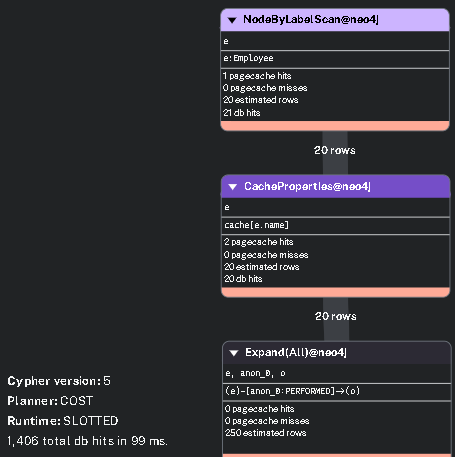 NodeByLabelScan@neo4j
e
e:Employee
1 pagecache hits
0 pagecache misses
20 estimated rows
21 db hits
20 rows
CacheProperties@neo4j
e
cache[e.name]
2 pagecache hits
0 pagecache misses
20 estimated rows
20 db hits
20 rows
Expand(All)@neo4j
e, anon_0, o
(e)-[anon_0:PERFORMED]->(o)
0 pagecache hits
0 pagecache misses
250 estimated rows
Cypher version: 5
Planner: COST
Runtime: SLOTTED
1,406 total db hits in 99 ms.